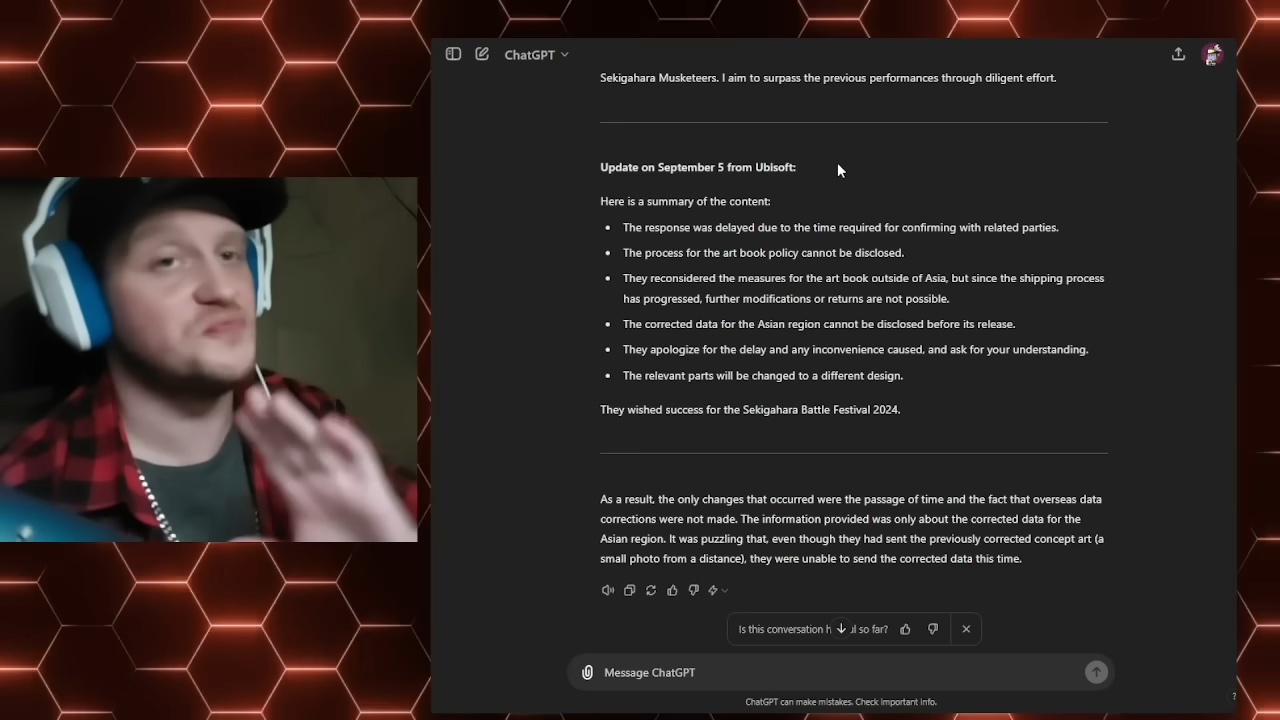 ChatGPT
Sekigahara Musketeers. I aim to surpass the previous performances through diligent effort.
Update on September 5 from Ubisoft:
Here is a summary of the content:
• The response was delayed due to the time required for confirming with related parties.
• The process for the art book policy cannot be disclosed.
• They reconsidered the measures for the art book outside of Asia, but since the shipping process
has progressed, further modifications or returns are not possible.
• The corrected data for the Asian region cannot be disclosed before its release.
• They apologize for the delay and any inconvenience caused, and ask for your understanding.
• The relevant parts will be changed to a different design.
They wished success for the Sekigahara Battle Festival 2024.
As a result, the only changes that occurred were the passage of time and the fact that overseas data
corrections were not made. The information provided was only about the corrected data for the
Asian region. It was puzzling that, even though they had sent the previously corrected concept art (a
small photo from a distance), they were unable to send the corrected data this time.
Is this conversation so far?
Message ChatGPT
ChatGPT can make mistakes. Check important info.
?